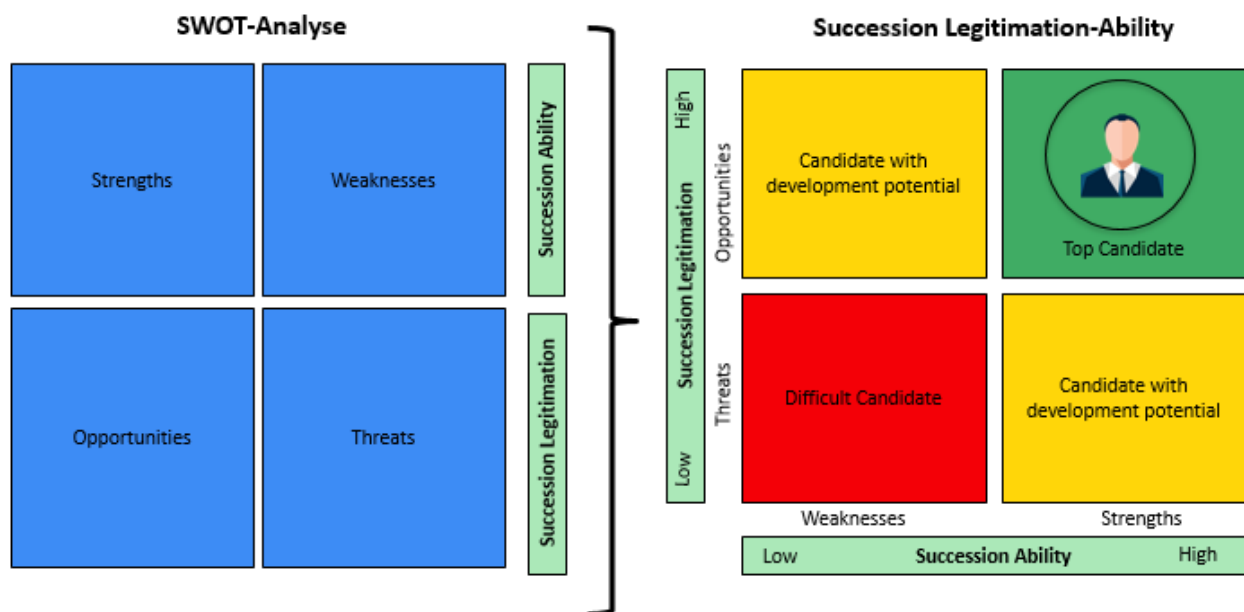 SWOT-Analyse
Strengths
Weaknesses
Succession Ability
Opportunities
Threats
Succession Legitimation
Succession Legitimation-Ability
High
Succession Legitimation
Low
Opportunities
Threats
Candidate with
development potential
Top Candidate
Difficult Candidate
Candidate with
development potential
Weaknesses
Strengths
Low
Succession Ability
High